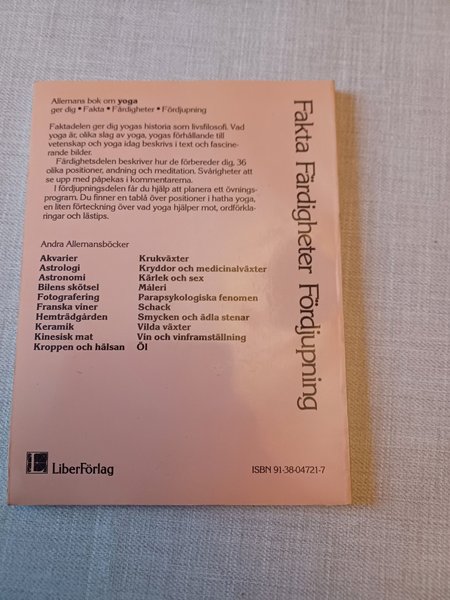 Allemans bok om yoga
ger dig • Fakta • Färdigheter • Fördjupning
Faktadelen ger dig yogas historia som livsfilosofi. Vad
yoga är, olika slag av yoga, yogas förhållande till
vetenskap och yoga idag beskrivs i text och fascine-
rande bilder.
Färdighetsdelen beskriver hur de förbereder dig, 36
olika positioner, andning och meditation. Svårigheter att
se upp med påpekas i kommentarerna.
I fördjupningsdelen får du hjälp att planera ett övnings-
program. Du finner en tablå över positioner i hatha yoga,
en liten förteckning över vad yoga hjälper mot, ordförkla-
ringar och lästips.
Andra Allemansböcker
Akvarier
Astrologi
Astronomi
Bilens skötsel
Fotografering
Franska viner
Hemträdgården
Keramik
Kinesisk mat
Kroppen och hälsan
Krukväxter
Kryddor och medicinalväxter
Kärlek och sex
Måleri
Parapsykologiska fenomen
Schack
Smycken och ädla stenar
Vilda växter
Vin och vinframställning
Öl
LiberFörlag
ISBN 91-38-04721-7
Fakta Färdigheter Fördjupning